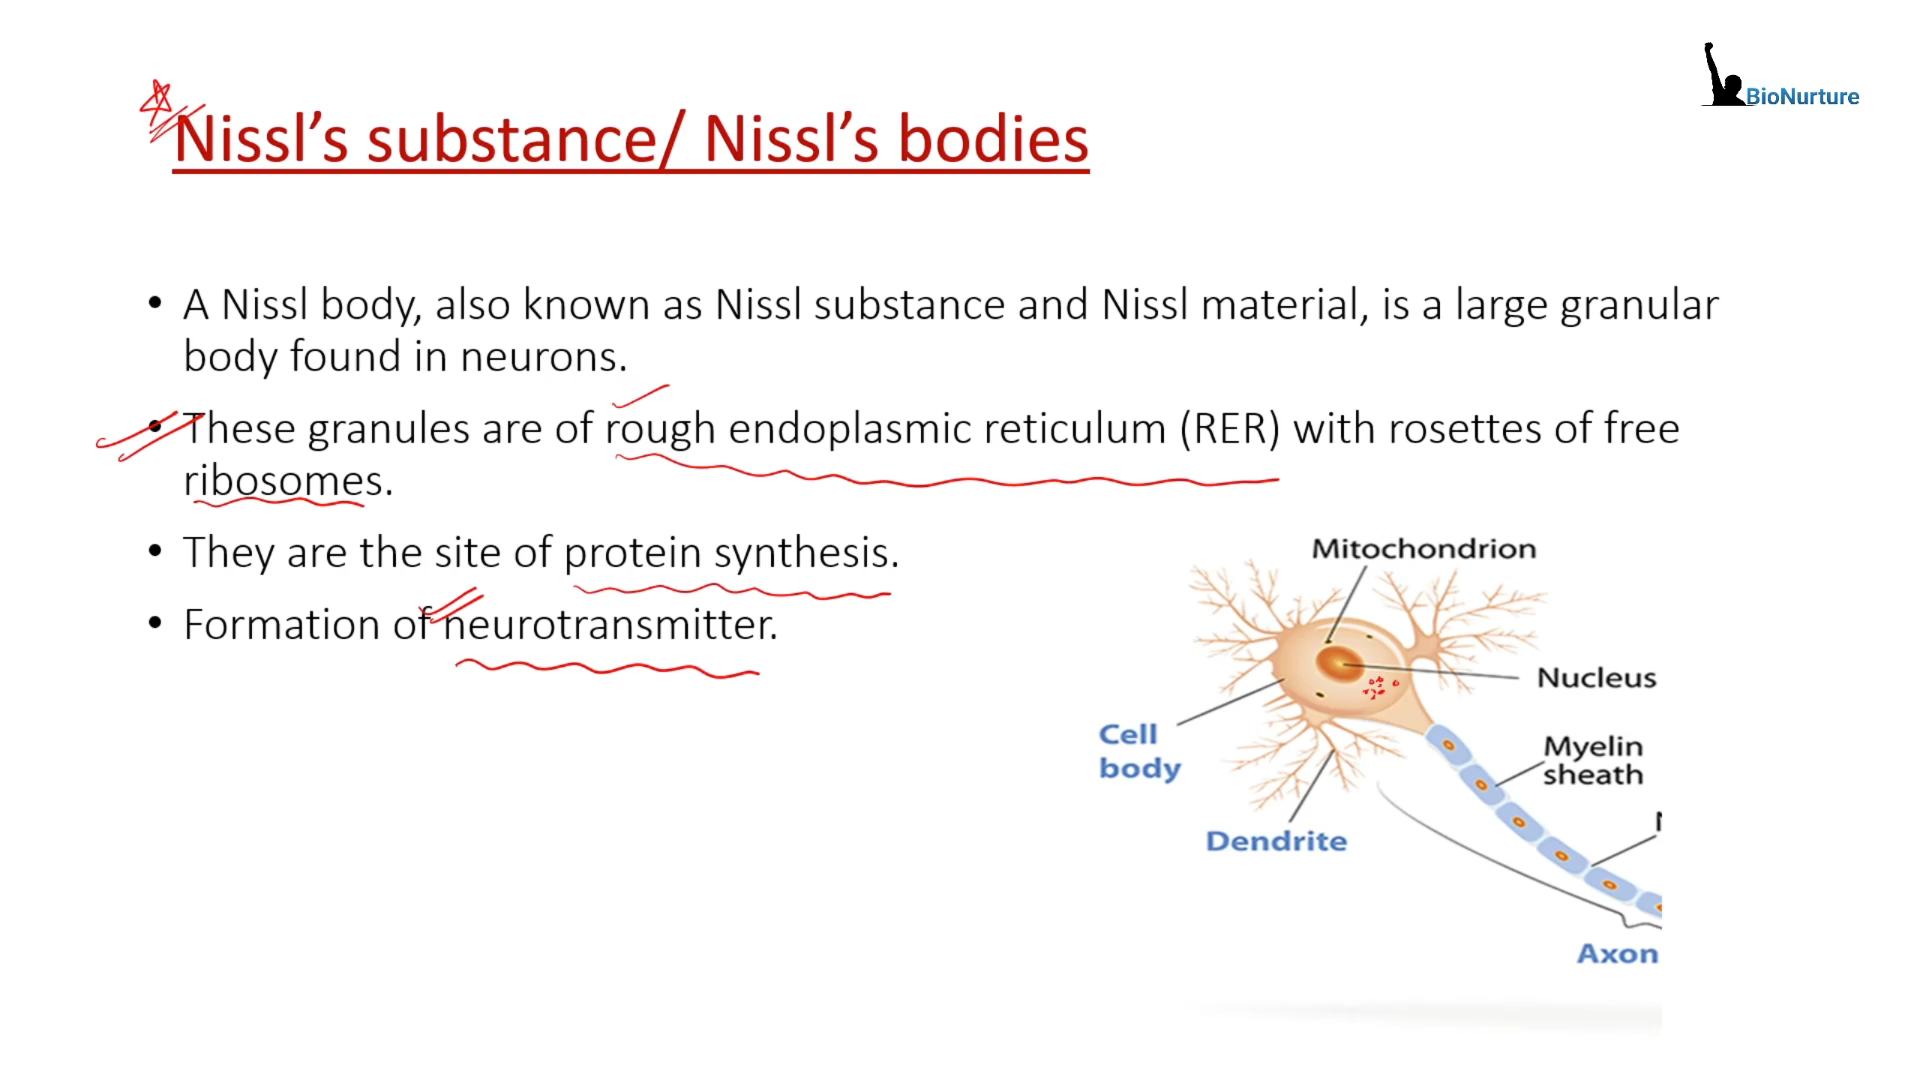 BioNurture
Nissl’s substance/ Nissl’s bodies
• A Nissl body, also known as Nissl substance and Nissl material, is a large granular
body found in neurons.
• These granules are of rough endoplasmic reticulum (RER) with rosettes of free
ribosomes.
• They are the site of protein synthesis.
• Formation of neurotransmitter.
Mitochondrion
Nucleus
Cell
body
Myelin
sheath
Dendrite
Axon